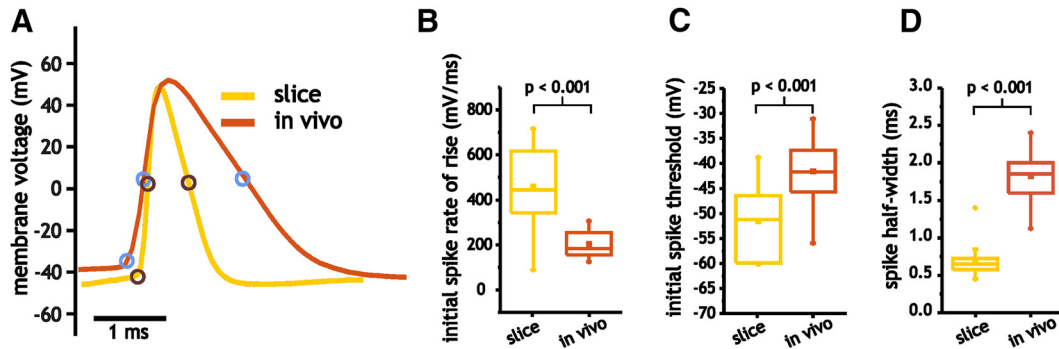 A
membrane voltage (mV)
60
40
20
0
-20
-40
-60
slice
in vivo
1 ms
B
initial spike rate of rise (mV/ms)
800
600
400
200
0
p < 0.001
slice
in vivo
C
initial spike threshold (mV)
-25
-30
-35
-40
-45
-50
-55
-60
-65
-70
p < 0.001
slice
in vivo
D
spike half-width (ms)
3.0
2.5
2.0
1.5
1.0
0.5
0.0
p < 0.001
slice
in vivo